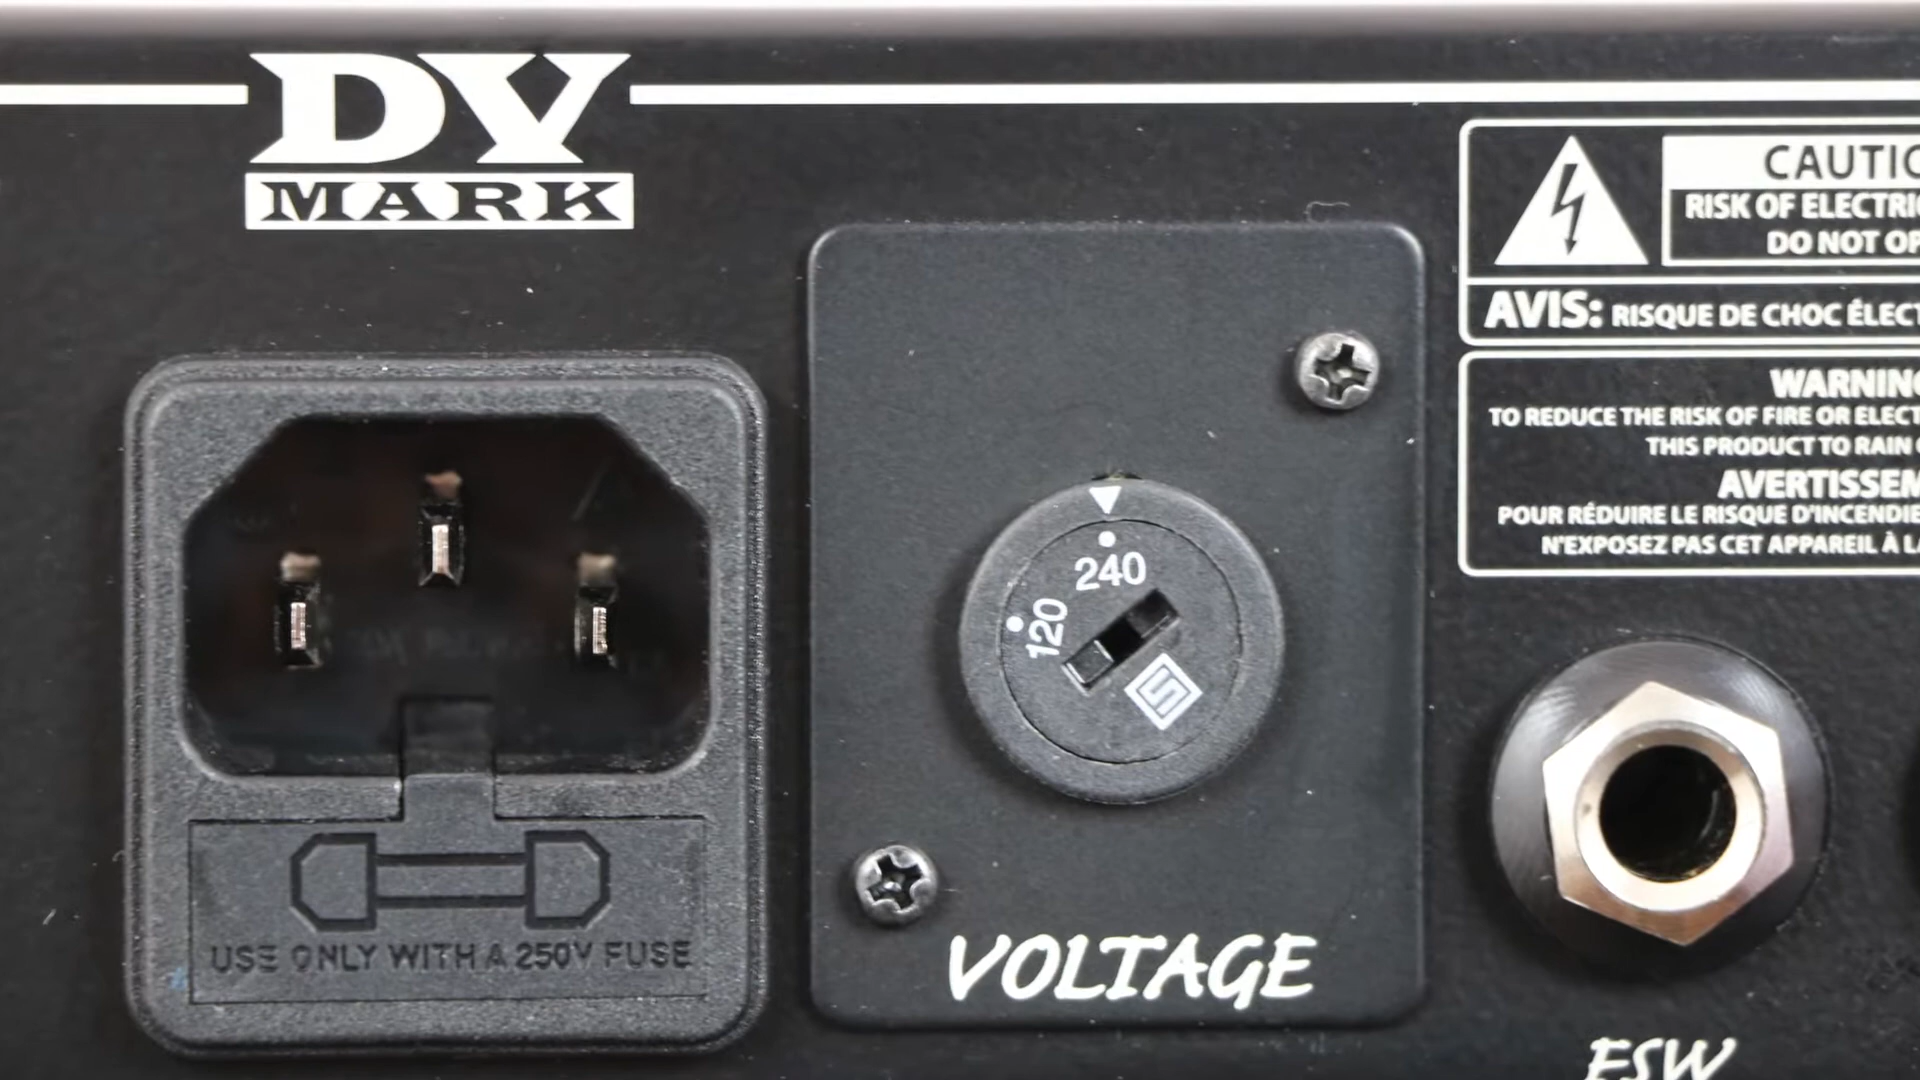 DV
MARK
CAUTIO
RISK OF ELECTRIC
DO NOT OP
AVIS: RISQUE DE CHOC ÉLECT
WARNING
TO REDUCE THE RISK OF FIRE OR ELECT
THIS PRODUCT TO RAIN
AVERTISSEM
POUR RÉDUIRE LE RISQUE D'INCENDIE
N'EXPOSEZ PAS CET APPAREIL À LA
240
120
USE ONLY WITH A 250V FUSE
VOLTAGE
ESW